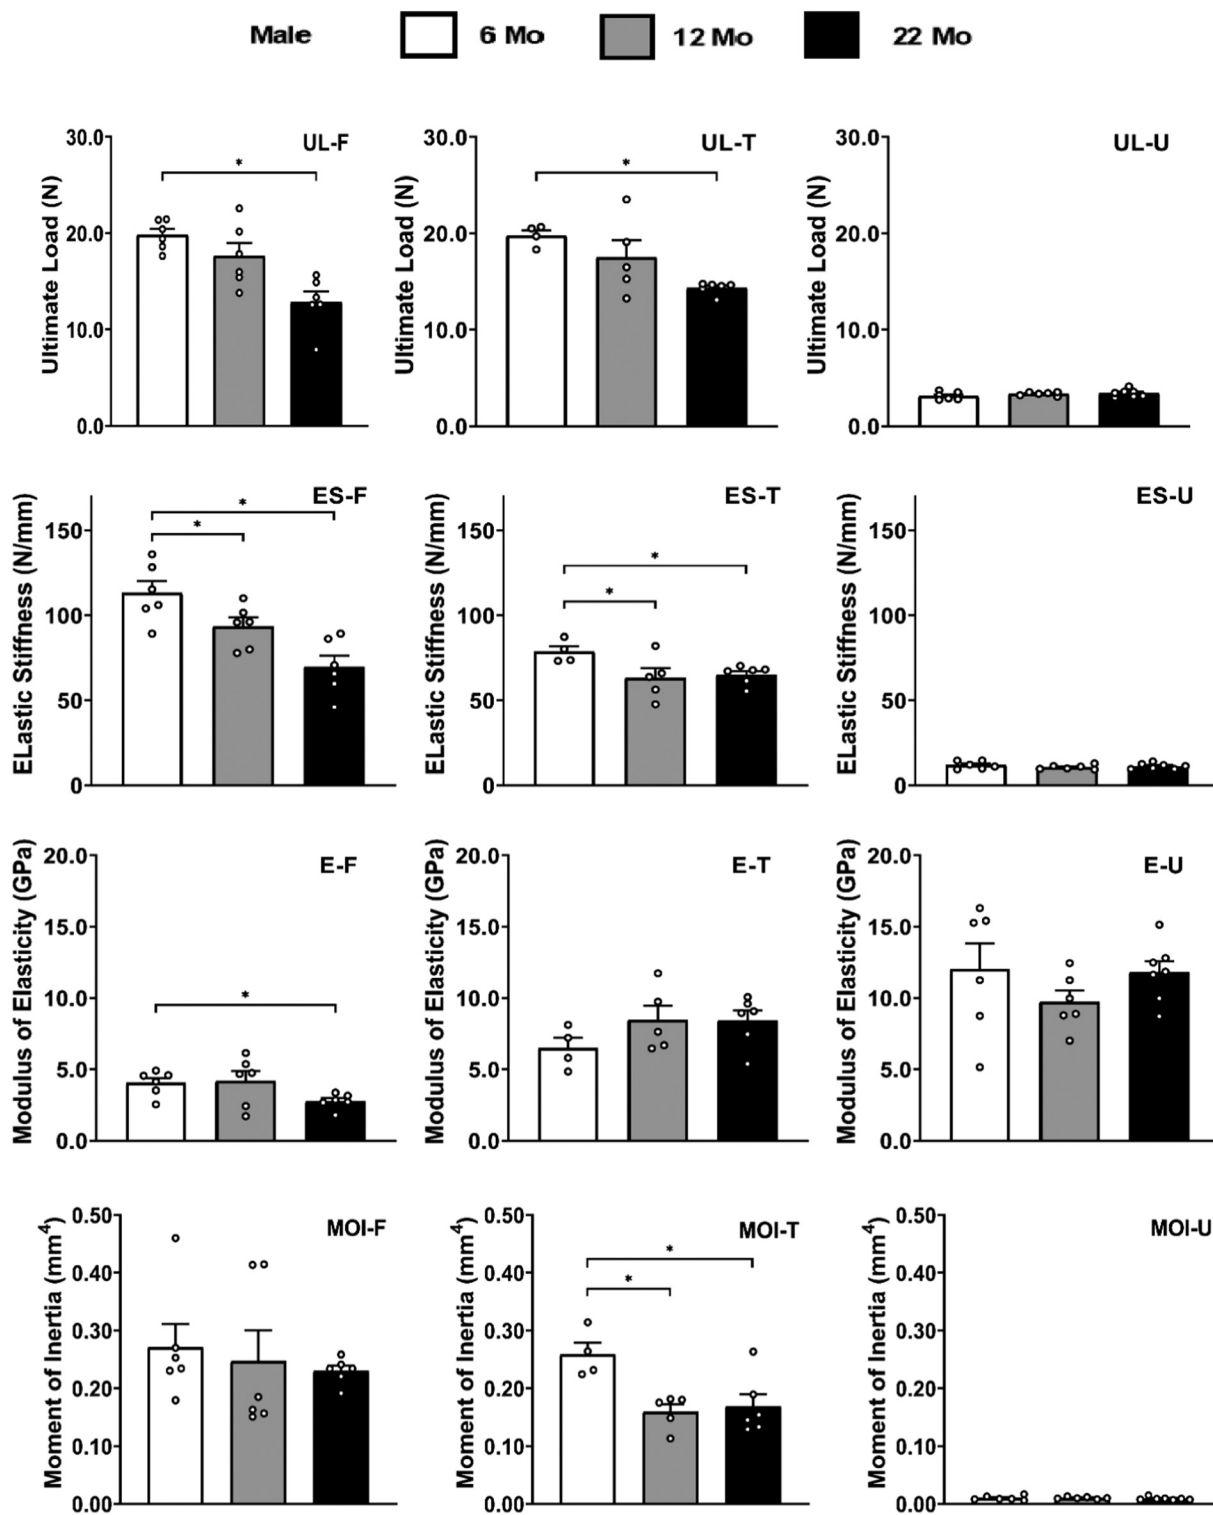 Male 6 Mo 12 Mo 22 Mo
Ultimate Load (N)
30.0
20.0
10.0
0.0
UL-F
*
Ultimate Load (N)
30.0
20.0
10.0
0.0
UL-T
*
Ultimate Load (N)
30.0
20.0
10.0
0.0
UL-U
ELastic Stiffness (N/mm)
150
100
50
0
ES-F
*
*
ELastic Stiffness (N/mm)
150
100
50
0
ES-T
*
*
ELastic Stiffness (N/mm)
150
100
50
0
ES-U
Modulus of Elasticity (GPa)
20.0
15.0
10.0
5.0
0.0
E-F
*
Modulus of Elasticity (GPa)
20.0
15.0
10.0
5.0
0.0
E-T
Modulus of Elasticity (GPa)
20.0
15.0
10.0
5.0
0.0
E-U
Moment of Inertia (mm⁴)
0.50
0.40
0.30
0.20
0.10
0.00
MOI-F
Moment of Inertia (mm⁴)
0.50
0.40
0.30
0.20
0.10
0.00
MOI-T
*
*
Moment of Inertia (mm⁴)
0.50
0.40
0.30
0.20
0.10
0.00
MOI-U